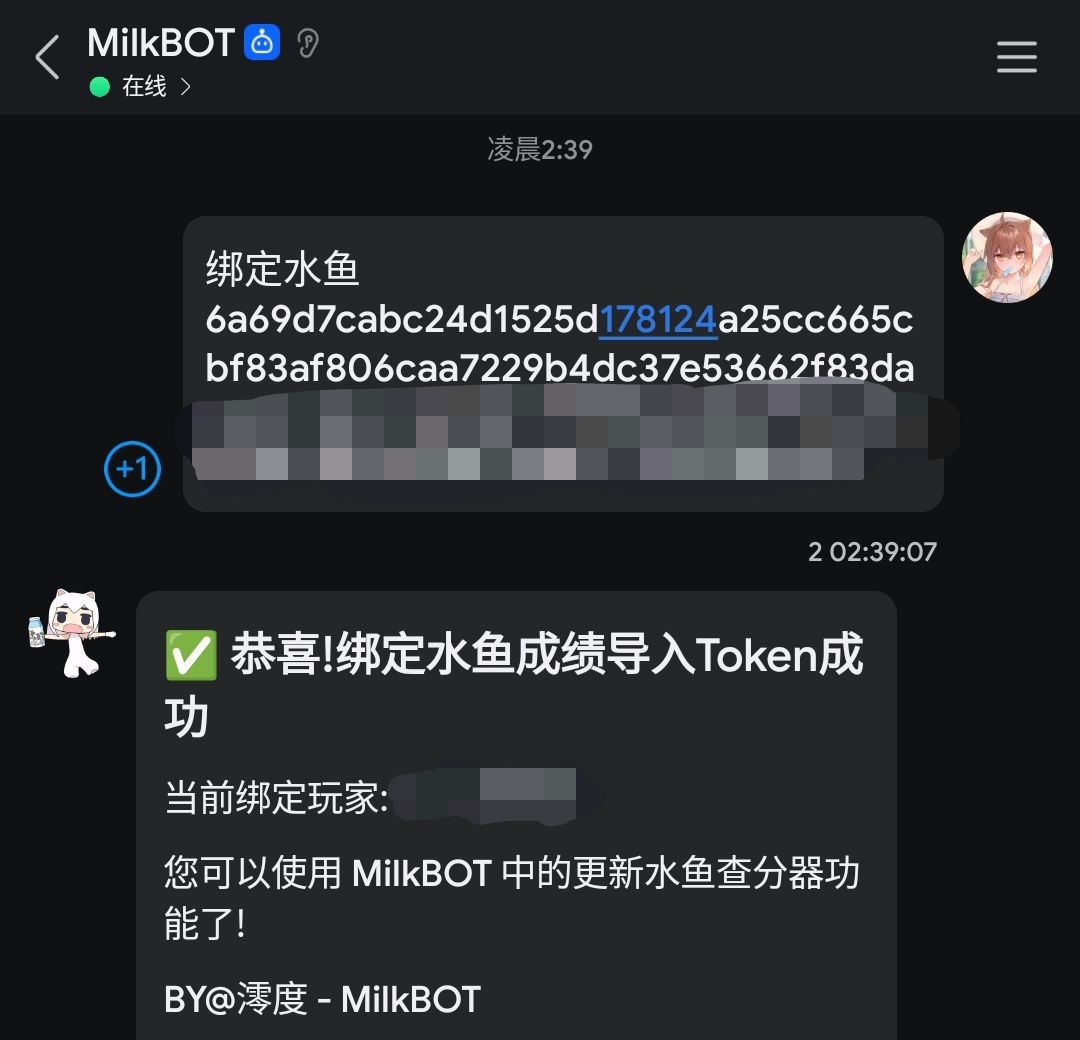 MilkBOT
在线
凌晨2:39
绑定水鱼
6a69d7cabc24d1525d178124a25cc665c
bf83af806caa7229b4dc37e53662f83da
+1
2 02:39:07
✅ 恭喜!绑定水鱼成绩导入Token成
功
当前绑定玩家:
您可以使用 MilkBOT 中的更新水鱼查分器功
能了!
BY@澪度 - MilkBOT